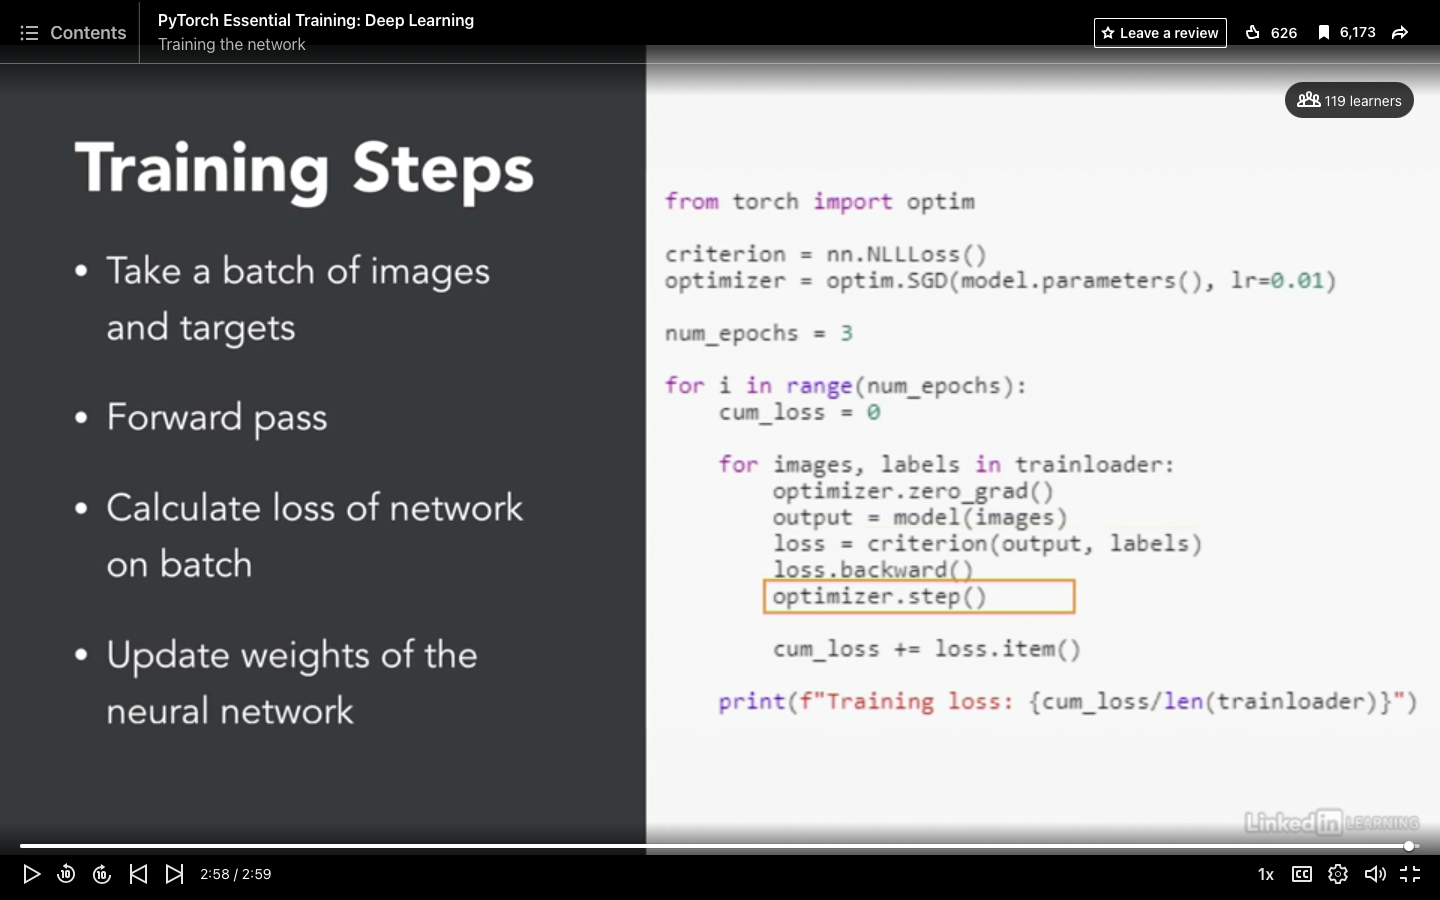 Contents
PyTorch Essential Training: Deep Learning
Training the network
Leave a review
626
6,173
119 learners
Training Steps
• Take a batch of images
and targets
• Forward pass
• Calculate loss of network
on batch
• Update weights of the
neural network
from torch import optim
criterion = nn.NLLLoss()
optimizer = optim.SGD(model.parameters(), lr=0.01)
num_epochs = 3
for i in range(num_epochs):
    cum_loss = 0
    for images, labels in trainloader:
        optimizer.zero_grad()
        output = model(images)
        loss = criterion(output, labels)
        loss.backward()
        optimizer.step()
        cum_loss += loss.item()
    print(f"Training loss: {cum_loss/len(trainloader)}")
Linked in LEARNING
10
10
2:58 / 2:59
1x
CC